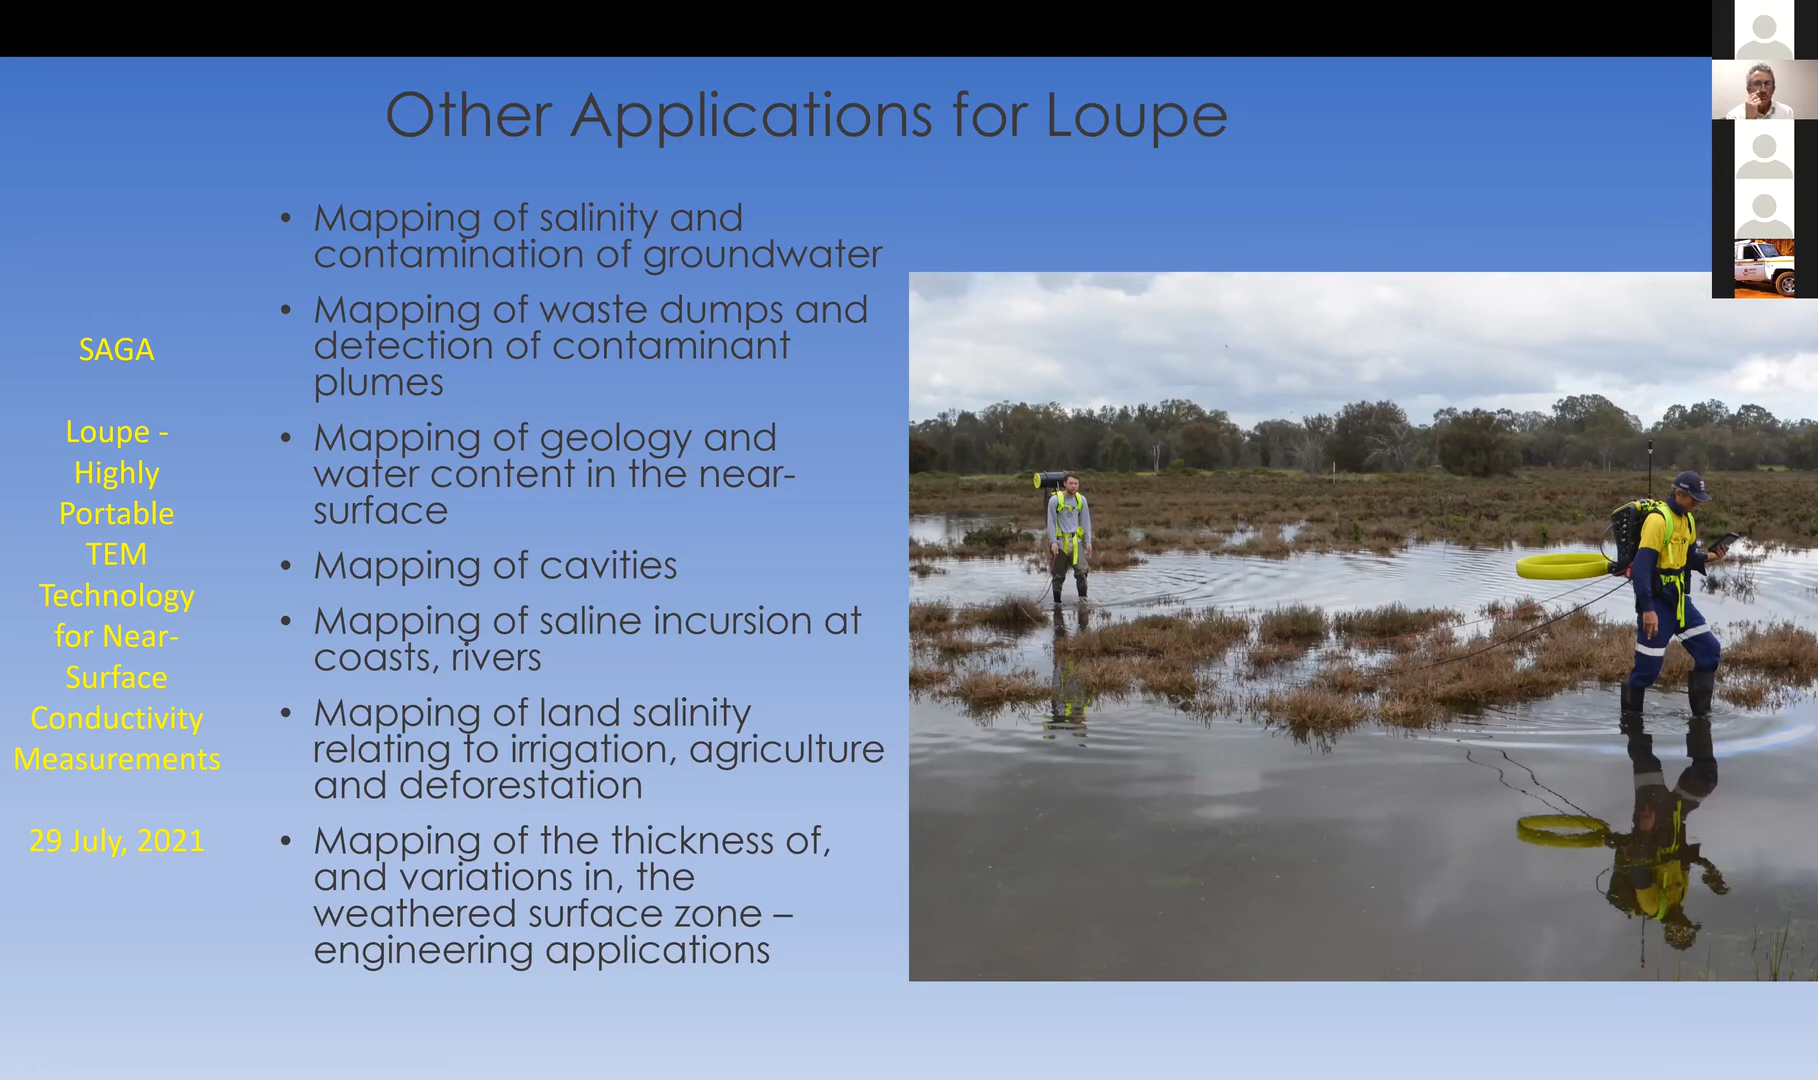 Other Applications for Loupe
SAGA
Loupe -
Highly
Portable
TEM
Technology
for Near-
Surface
Conductivity
Measurements
29 July, 2021
• Mapping of salinity and
contamination of groundwater
• Mapping of waste dumps and
detection of contaminant
plumes
• Mapping of geology and
water content in the near-
surface
• Mapping of cavities
• Mapping of saline incursion at
coasts, rivers
• Mapping of land salinity
relating to irrigation, agriculture
and deforestation
• Mapping of the thickness of,
and variations in, the
weathered surface zone –
engineering applications